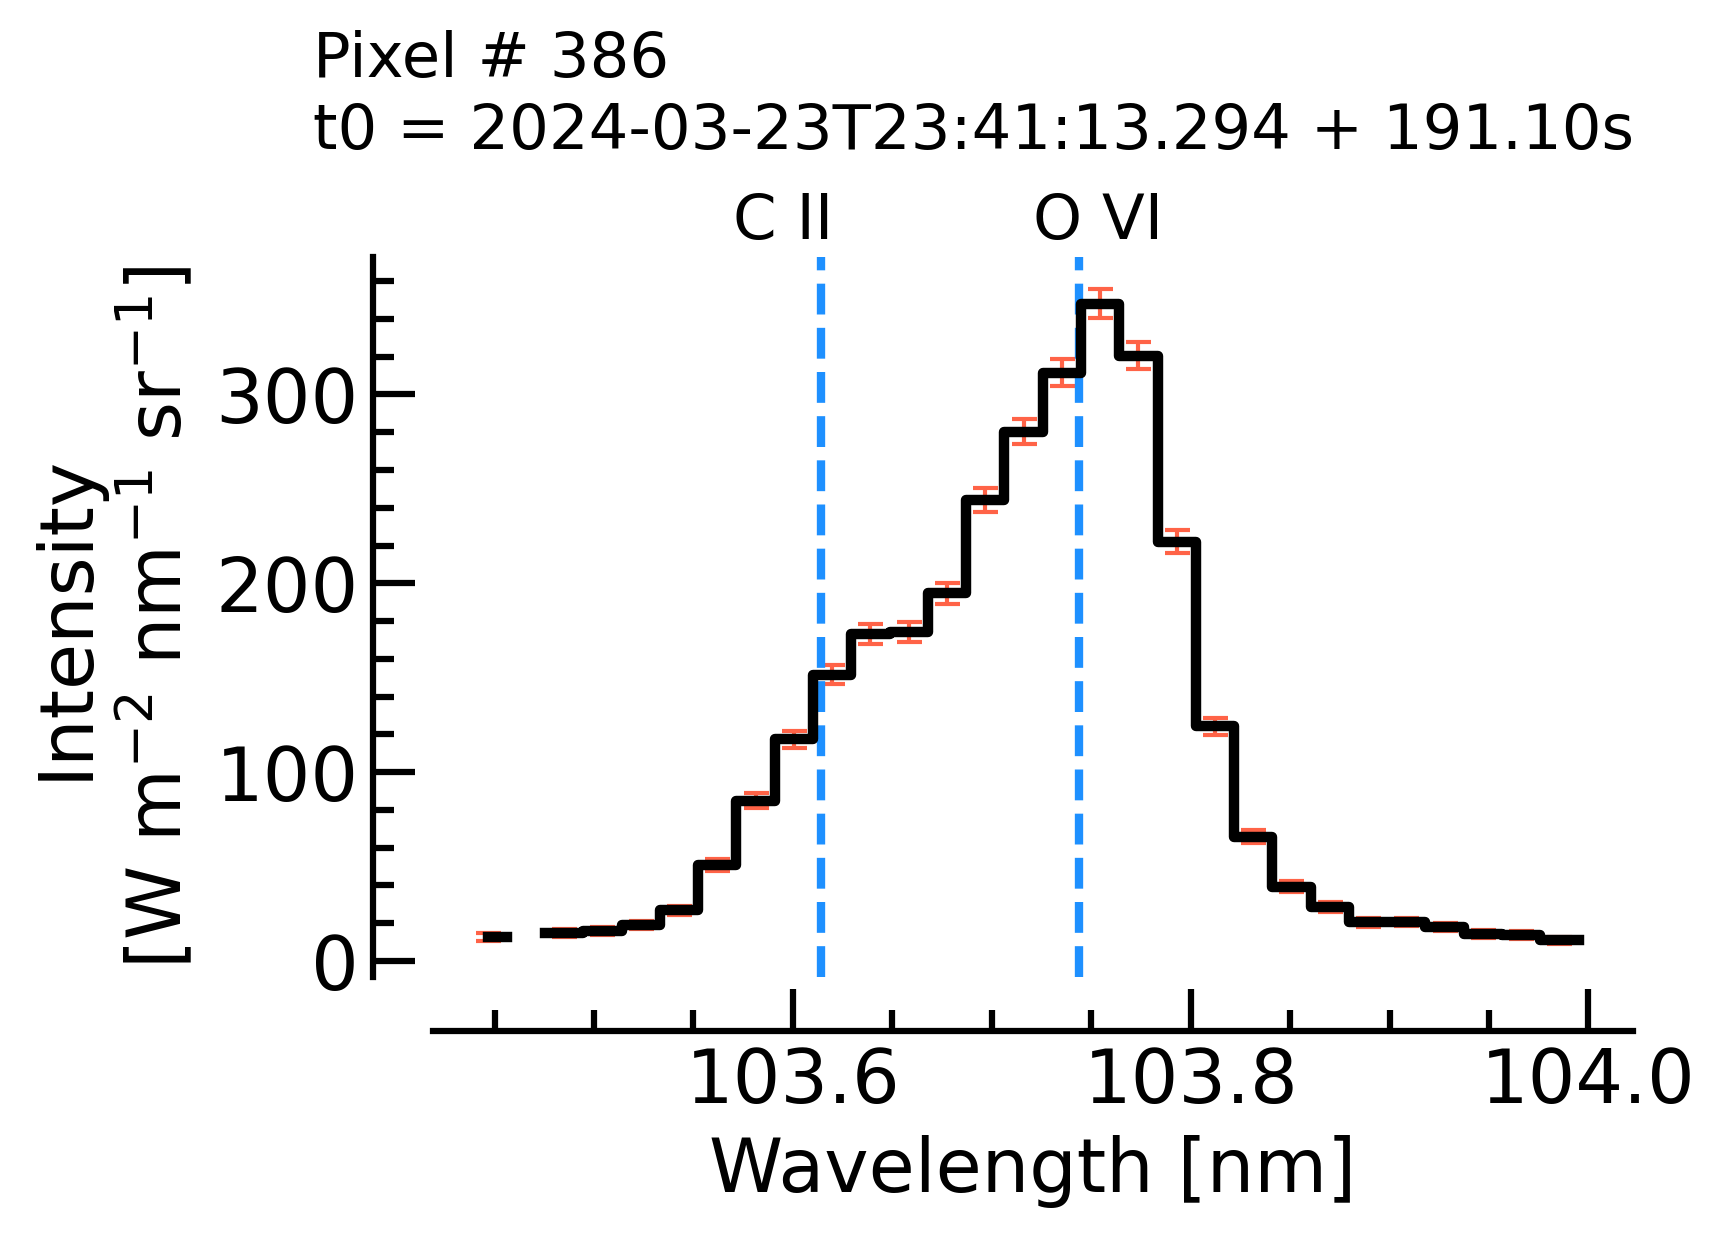 Pixel # 386
t0 = 2024-03-23T23:41:13.294 + 191.10s
C II
O VI
Intensity
[W m⁻² nm⁻¹ sr⁻¹]
300
200
100
0
103.6
103.8
104.0
Wavelength [nm]